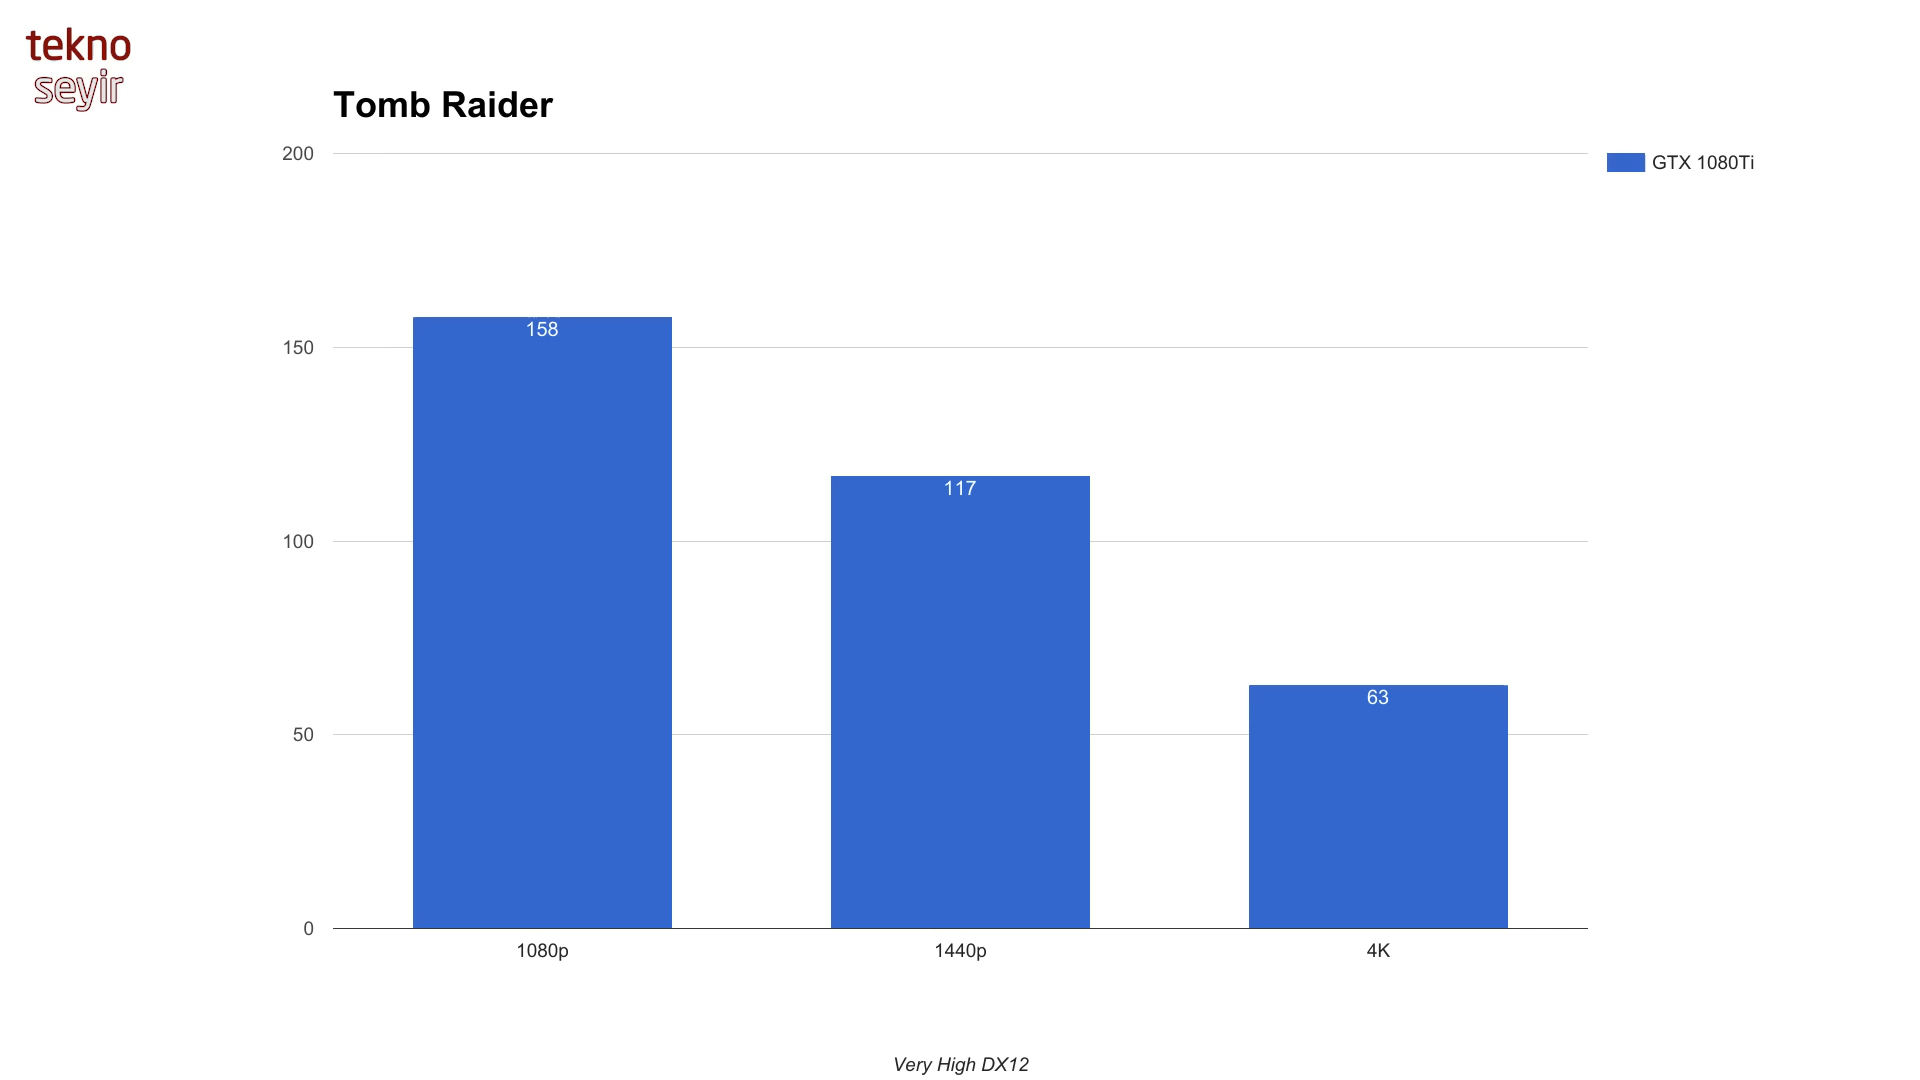 tekno
seyir
Tomb Raider
200
GTX 1080Ti
158
150
117
100
63
50
0
1080p
1440p
4K
Very High DX12